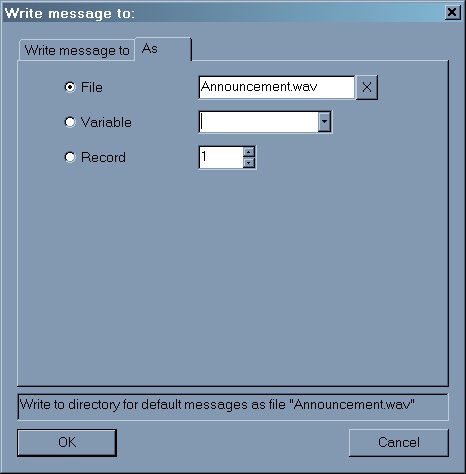 Write message to:
Write message to As
File Announcement.wav X
Variable
Record 1
Write to directory for default messages as file "Announcement.wav"
OK Cancel